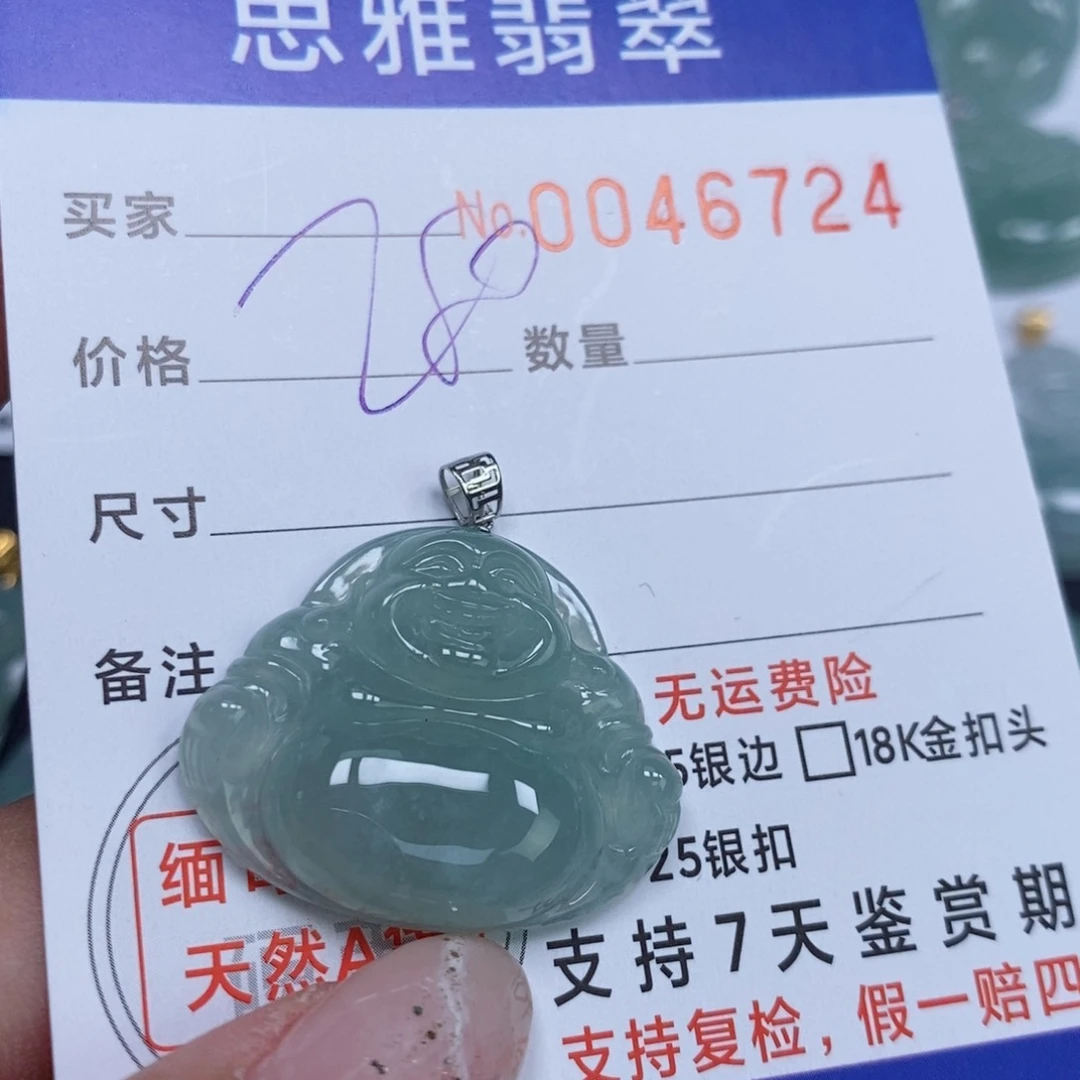 思雅翡翠
买家 No.0046724
价格 28 数量
尺寸
备注
无运费险
5银边 □18K金扣头
25银扣
缅
天然A
支持7天鉴赏期
支持复检，假一赔四